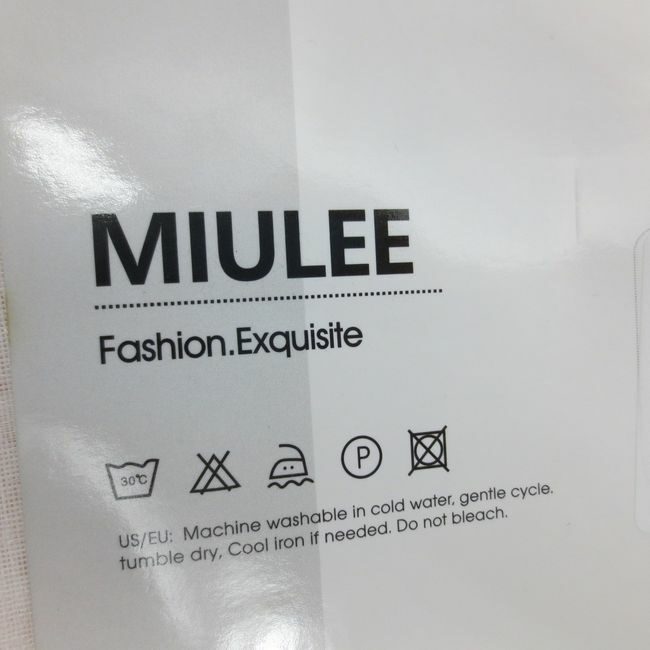 MIULEE
Fashion.Exquisite
30°C
P
US/EU: Machine washable in cold water, gentle cycle.
tumble dry, Cool iron if needed. Do not bleach.